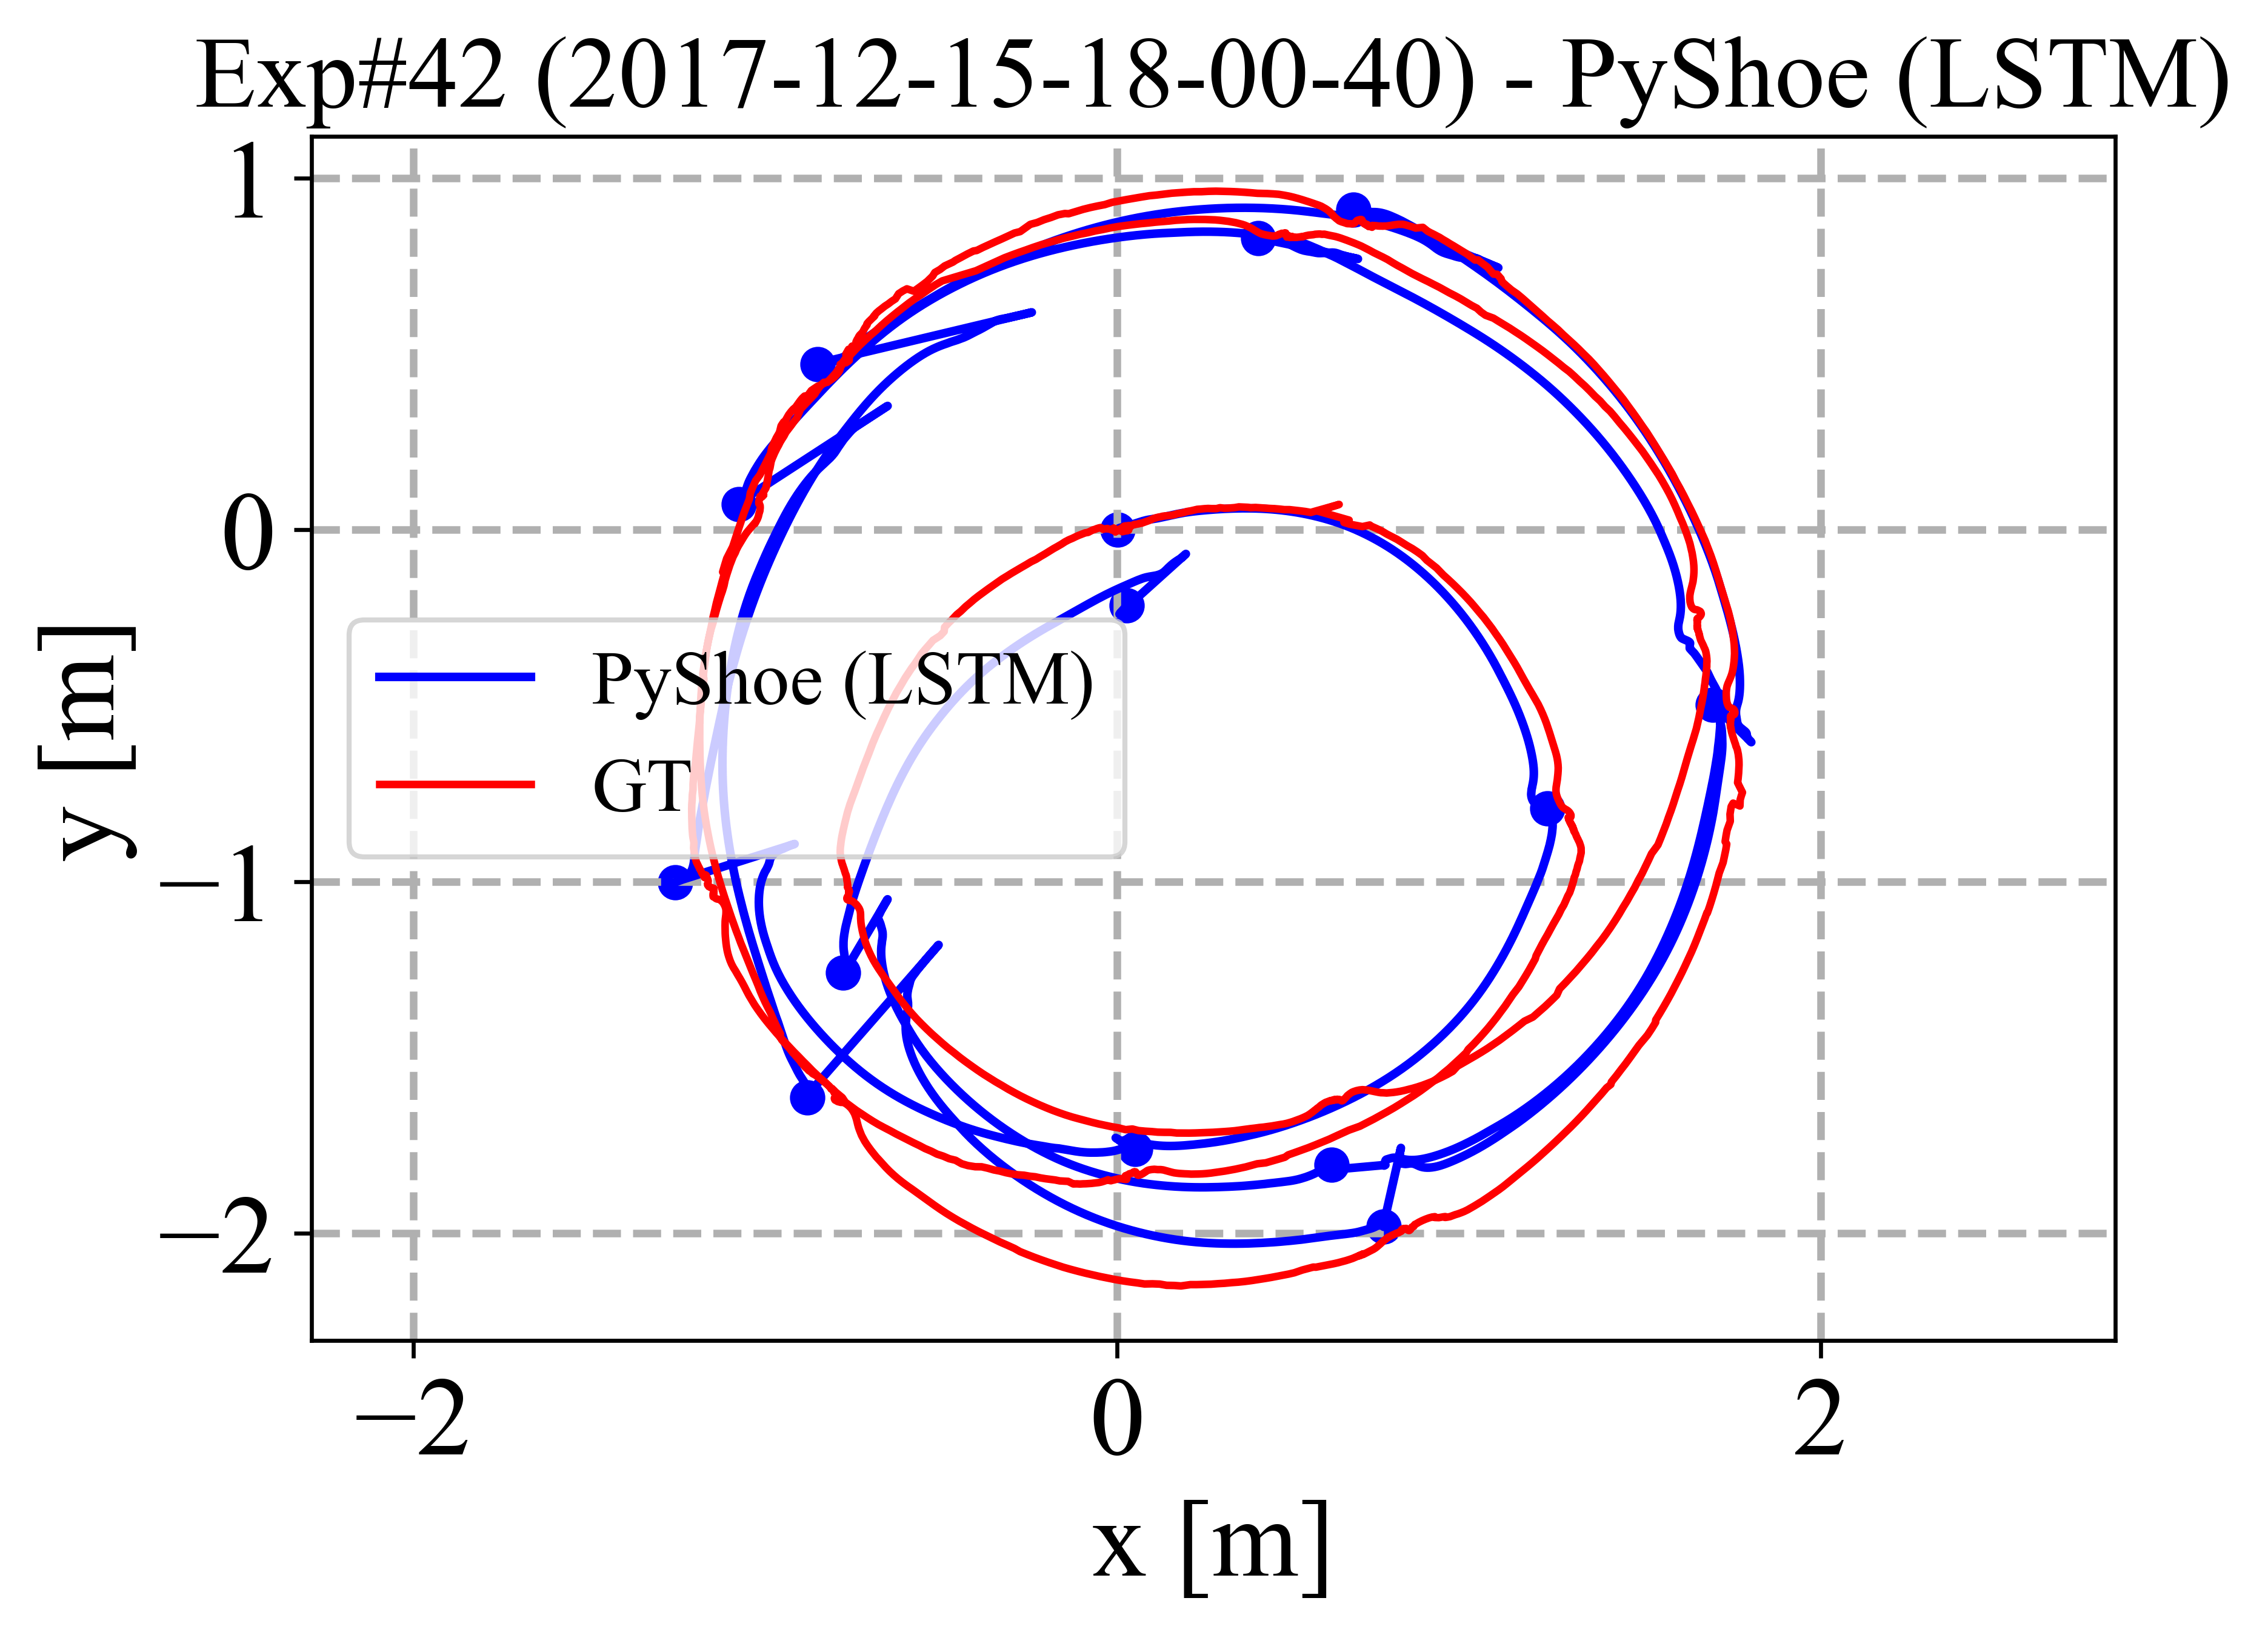 Exp#42 (2017-12-15-18-00-40) - PyShoe (LSTM)
1
0
−1
−2
y [m]
PyShoe (LSTM)
GT
−2 0 2
x [m]